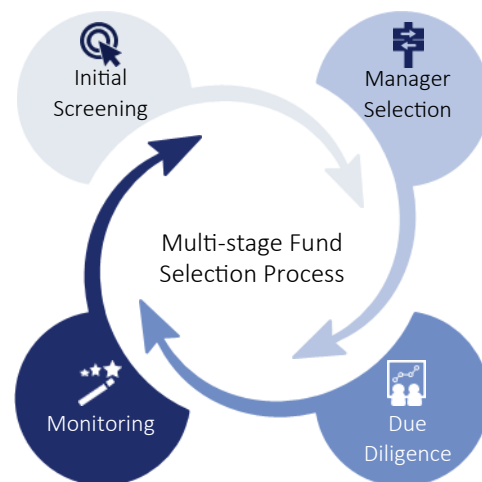 Initial
Screening
Manager
Selection
Multi-stage Fund
Selection Process
Monitoring
Due
Diligence